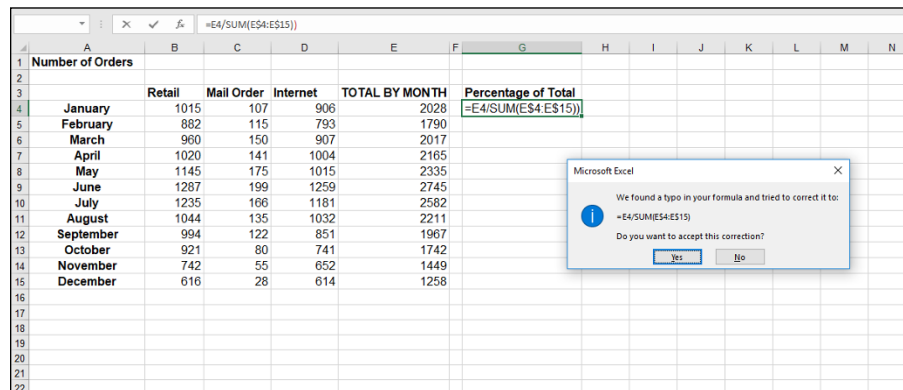 =E4/SUM(E$4:E$15))
A B C D E F G H I J K L M N
1 Number of Orders
2
3 Retail Mail Order Internet TOTAL BY MONTH Percentage of Total
4 January 1015 107 906 2028 =E4/SUM(E$4:E$15))
5 February 882 115 793 1790
6 March 960 150 907 2017
7 April 1020 141 1004 2165
8 May 1145 175 1015 2335
9 June 1287 199 1259 2745
10 July 1235 166 1181 2582
11 August 1044 135 1032 2211
12 September 994 122 851 1967
13 October 921 80 741 1742
14 November 742 55 652 1449
15 December 616 28 614 1258
16
17
18
19
20
21
22
Microsoft Excel
We found a typo in your formula and tried to correct it to:
=E4/SUM(E$4:E$15)
Do you want to accept this correction?
Yes No